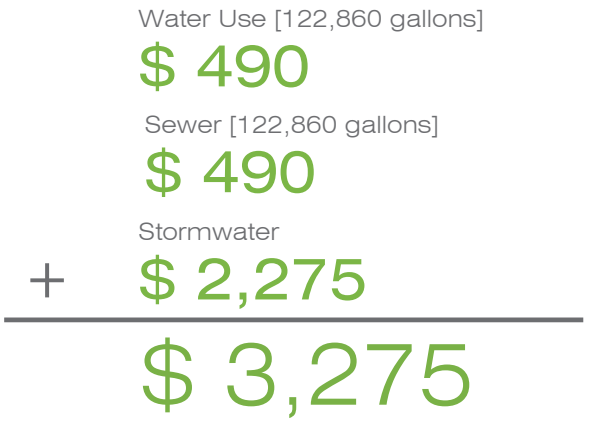 Water Use [122,860 gallons]
$ 490
Sewer [122,860 gallons]
$ 490
Stormwater
+ $ 2,275
$ 3,275